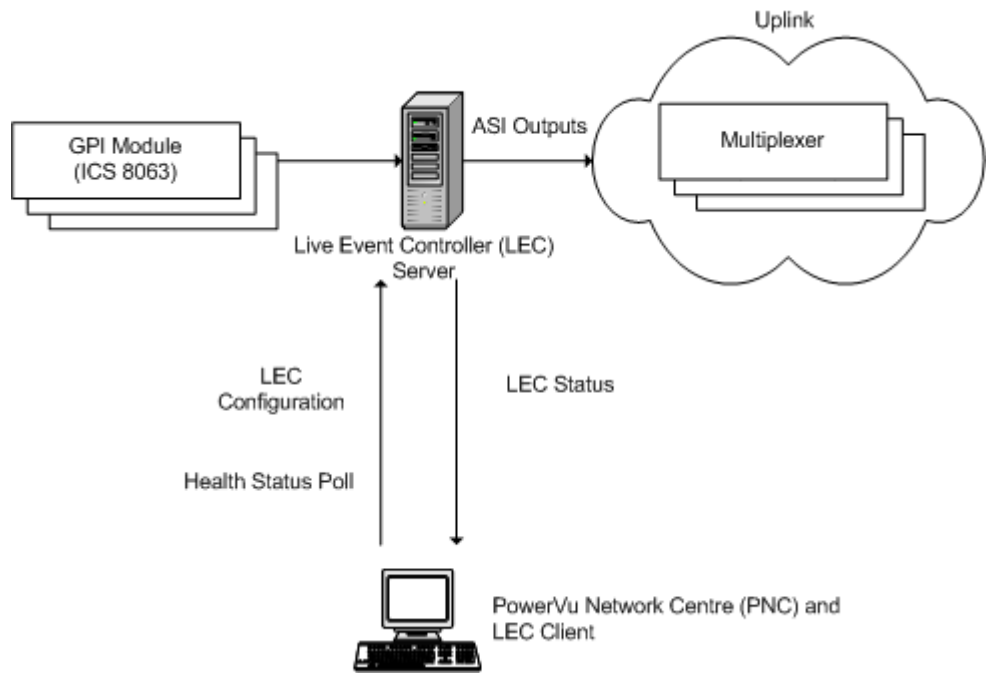 Uplink
GPI Module
(ICS 8063)
ASI Outputs
Multiplexer
Live Event Controller (LEC)
Server
LEC
Configuration
LEC Status
Health Status Poll
PowerVu Network Centre (PNC) and
LEC Client